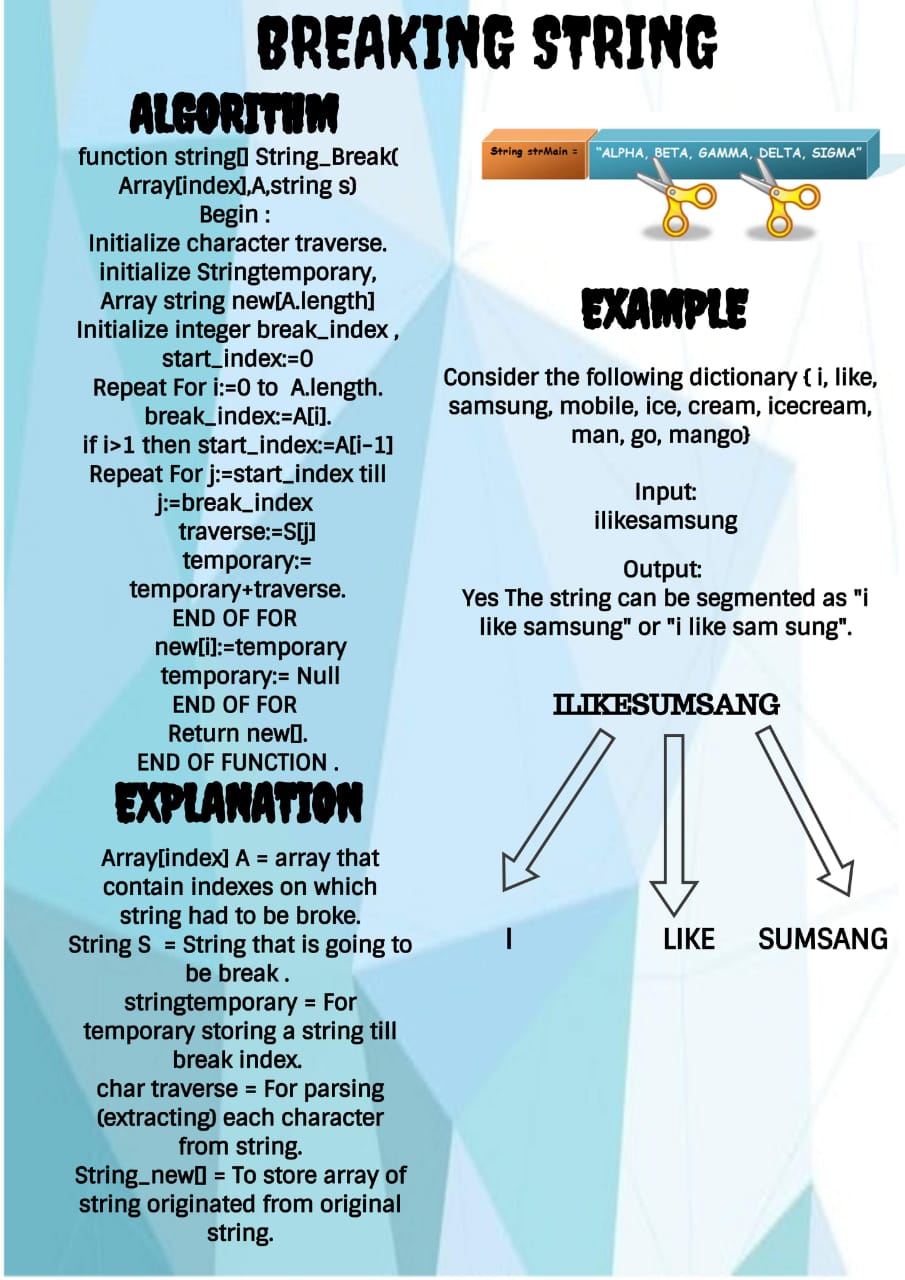 BREAKING STRING
ALGORITHM
function string[] String_Break(
Array[index],A,string s)
Begin :
Initialize character traverse.
initialize Stringtemporary,
Array string new[A.length]
Initialize integer break_index ,
start_index:=0
Repeat For i:=0 to A.length.
break_index:=A[i].
if i>1 then start_index:=A[i-1]
Repeat For j:=start_index till
j:=break_index
traverse:=S[j]
temporary:=
temporary+traverse.
END OF FOR
new[i]:=temporary
temporary:= Null
END OF FOR
Return new[].
END OF FUNCTION .
EXPLANATION
Array[index] A = array that
contain indexes on which
string had to be broke.
String S = String that is going to
be break .
stringtemporary = For
temporary storing a string till
break index.
char traverse = For parsing
(extracting) each character
from string.
String_new[] = To store array of
string originated from original
string.
String strMain = "ALPHA, BETA, GAMMA, DELTA, SIGMA"
EXAMPLE
Consider the following dictionary { i, like,
samsung, mobile, ice, cream, icecream,
man, go, mango}
Input:
ilikesamsung
Output:
Yes The string can be segmented as "i
like samsung" or "i like sam sung".
ILIKESUMSANG
I LIKE SUMSANG